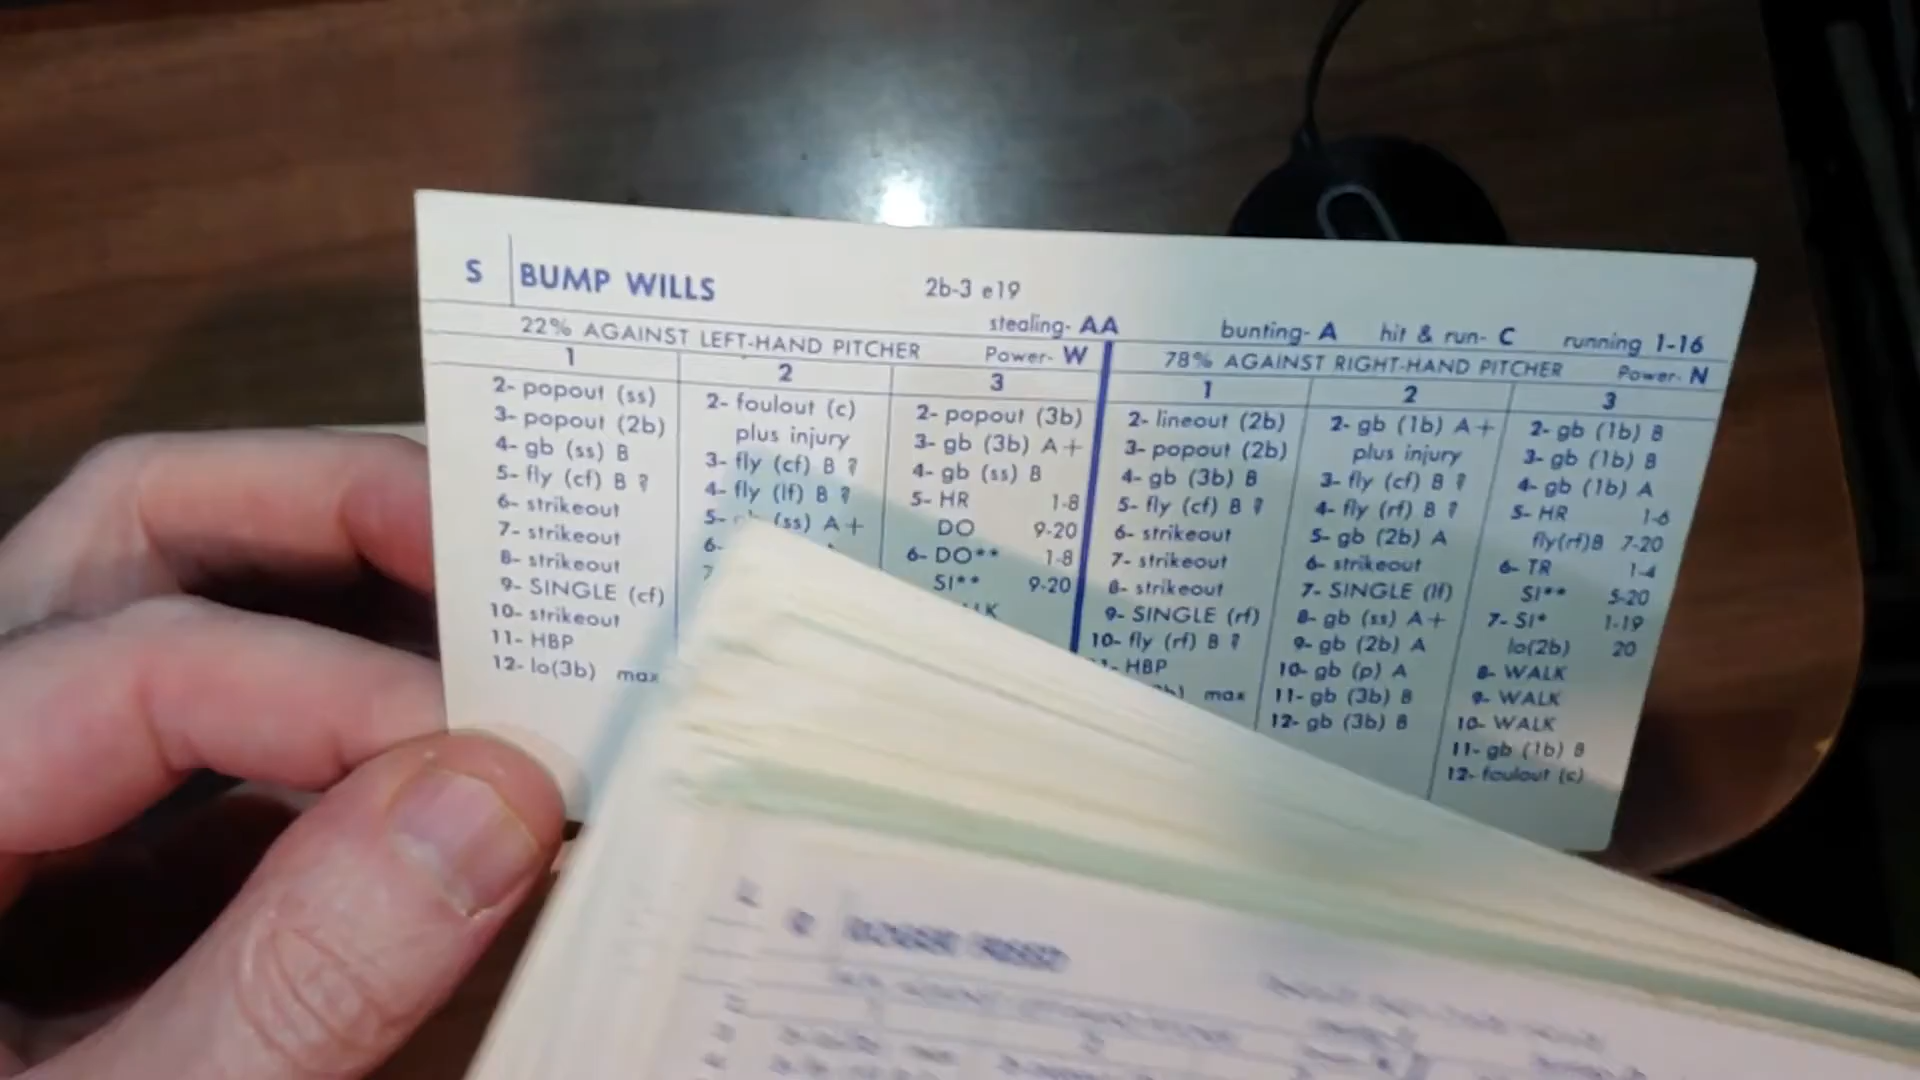 S BUMP WILLS 2b-3 e19
stealing- AA bunting- A hit & run- C running 1-16
22% AGAINST LEFT-HAND PITCHER Power- W
1
2- popout (ss)
3- popout (2b)
4- gb (ss) B
5- fly (cf) B ?
6- strikeout
7- strikeout
8- strikeout
9- SINGLE (cf)
10- strikeout
11- HBP
12- lo(3b) max
2
2- foulout (c)
plus injury
3- fly (cf) B ?
4- fly (lf) B ?
5- (ss) A+
6-
7
3
2- popout (3b)
3- gb (3b) A+
4- gb (ss) B
5- HR 1-8
DO 9-20
6- DO** 1-8
SI** 9-20
78% AGAINST RIGHT-HAND PITCHER Power- N
1
2- lineout (2b)
3- popout (2b)
4- gb (3b) B
5- fly (cf) B ?
6- strikeout
7- strikeout
8- strikeout
9- SINGLE (rf)
10- fly (rf) B ?
- HBP
max
2
2- gb (1b) A+
plus injury
3- fly (cf) B ?
4- fly (rf) B ?
5- gb (2b) A
6- strikeout
7- SINGLE (lf)
8- gb (ss) A+
9- gb (2b) A
10- gb (p) A
11- gb (3b) B
12- gb (3b) B
3
2- gb (1b) B
3- gb (1b) B
4- gb (1b) A
5- HR 1-6
fly(rf)B 7-20
6- TR 1-4
SI** 5-20
7- SI* 1-19
lo(2b) 20
8- WALK
9- WALK
10- WALK
11- gb (1b) B
12- foulout (c)